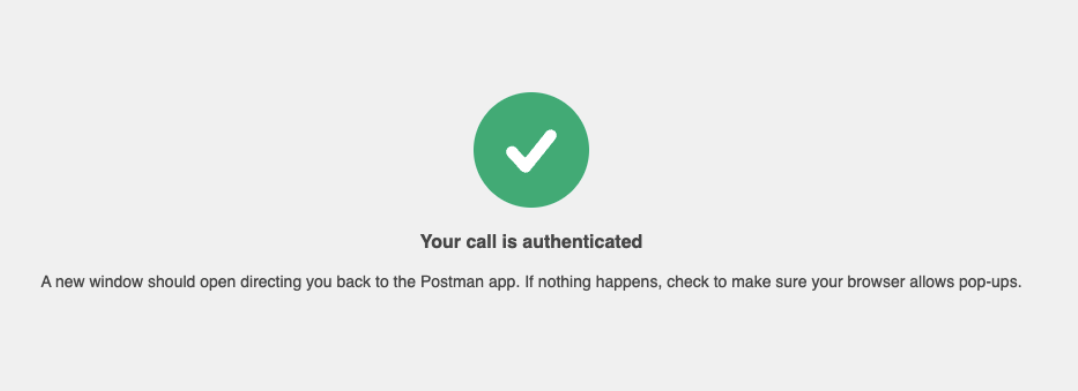 Your call is authenticated
A new window should open directing you back to the Postman app. If nothing happens, check to make sure your browser allows pop-ups.